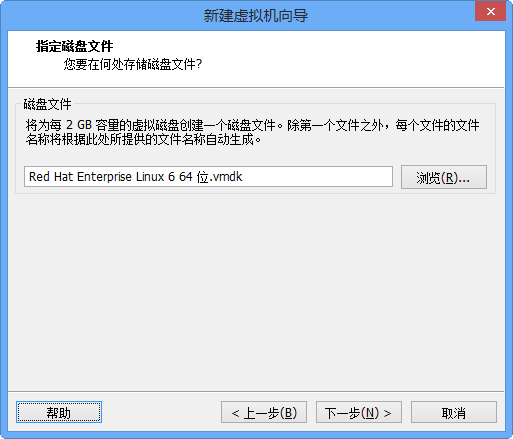 新建虚拟机向导
指定磁盘文件
您要在何处存储磁盘文件?
磁盘文件
将为每 2 GB 容量的虚拟磁盘创建一个磁盘文件。除第一个文件之外，每个文件的文件
名称将根据此处所提供的文件名称自动生成。
Red Hat Enterprise Linux 6 64 位.vmdk
浏览(R)...
帮助
< 上一步(B)
下一步(N) >
取消